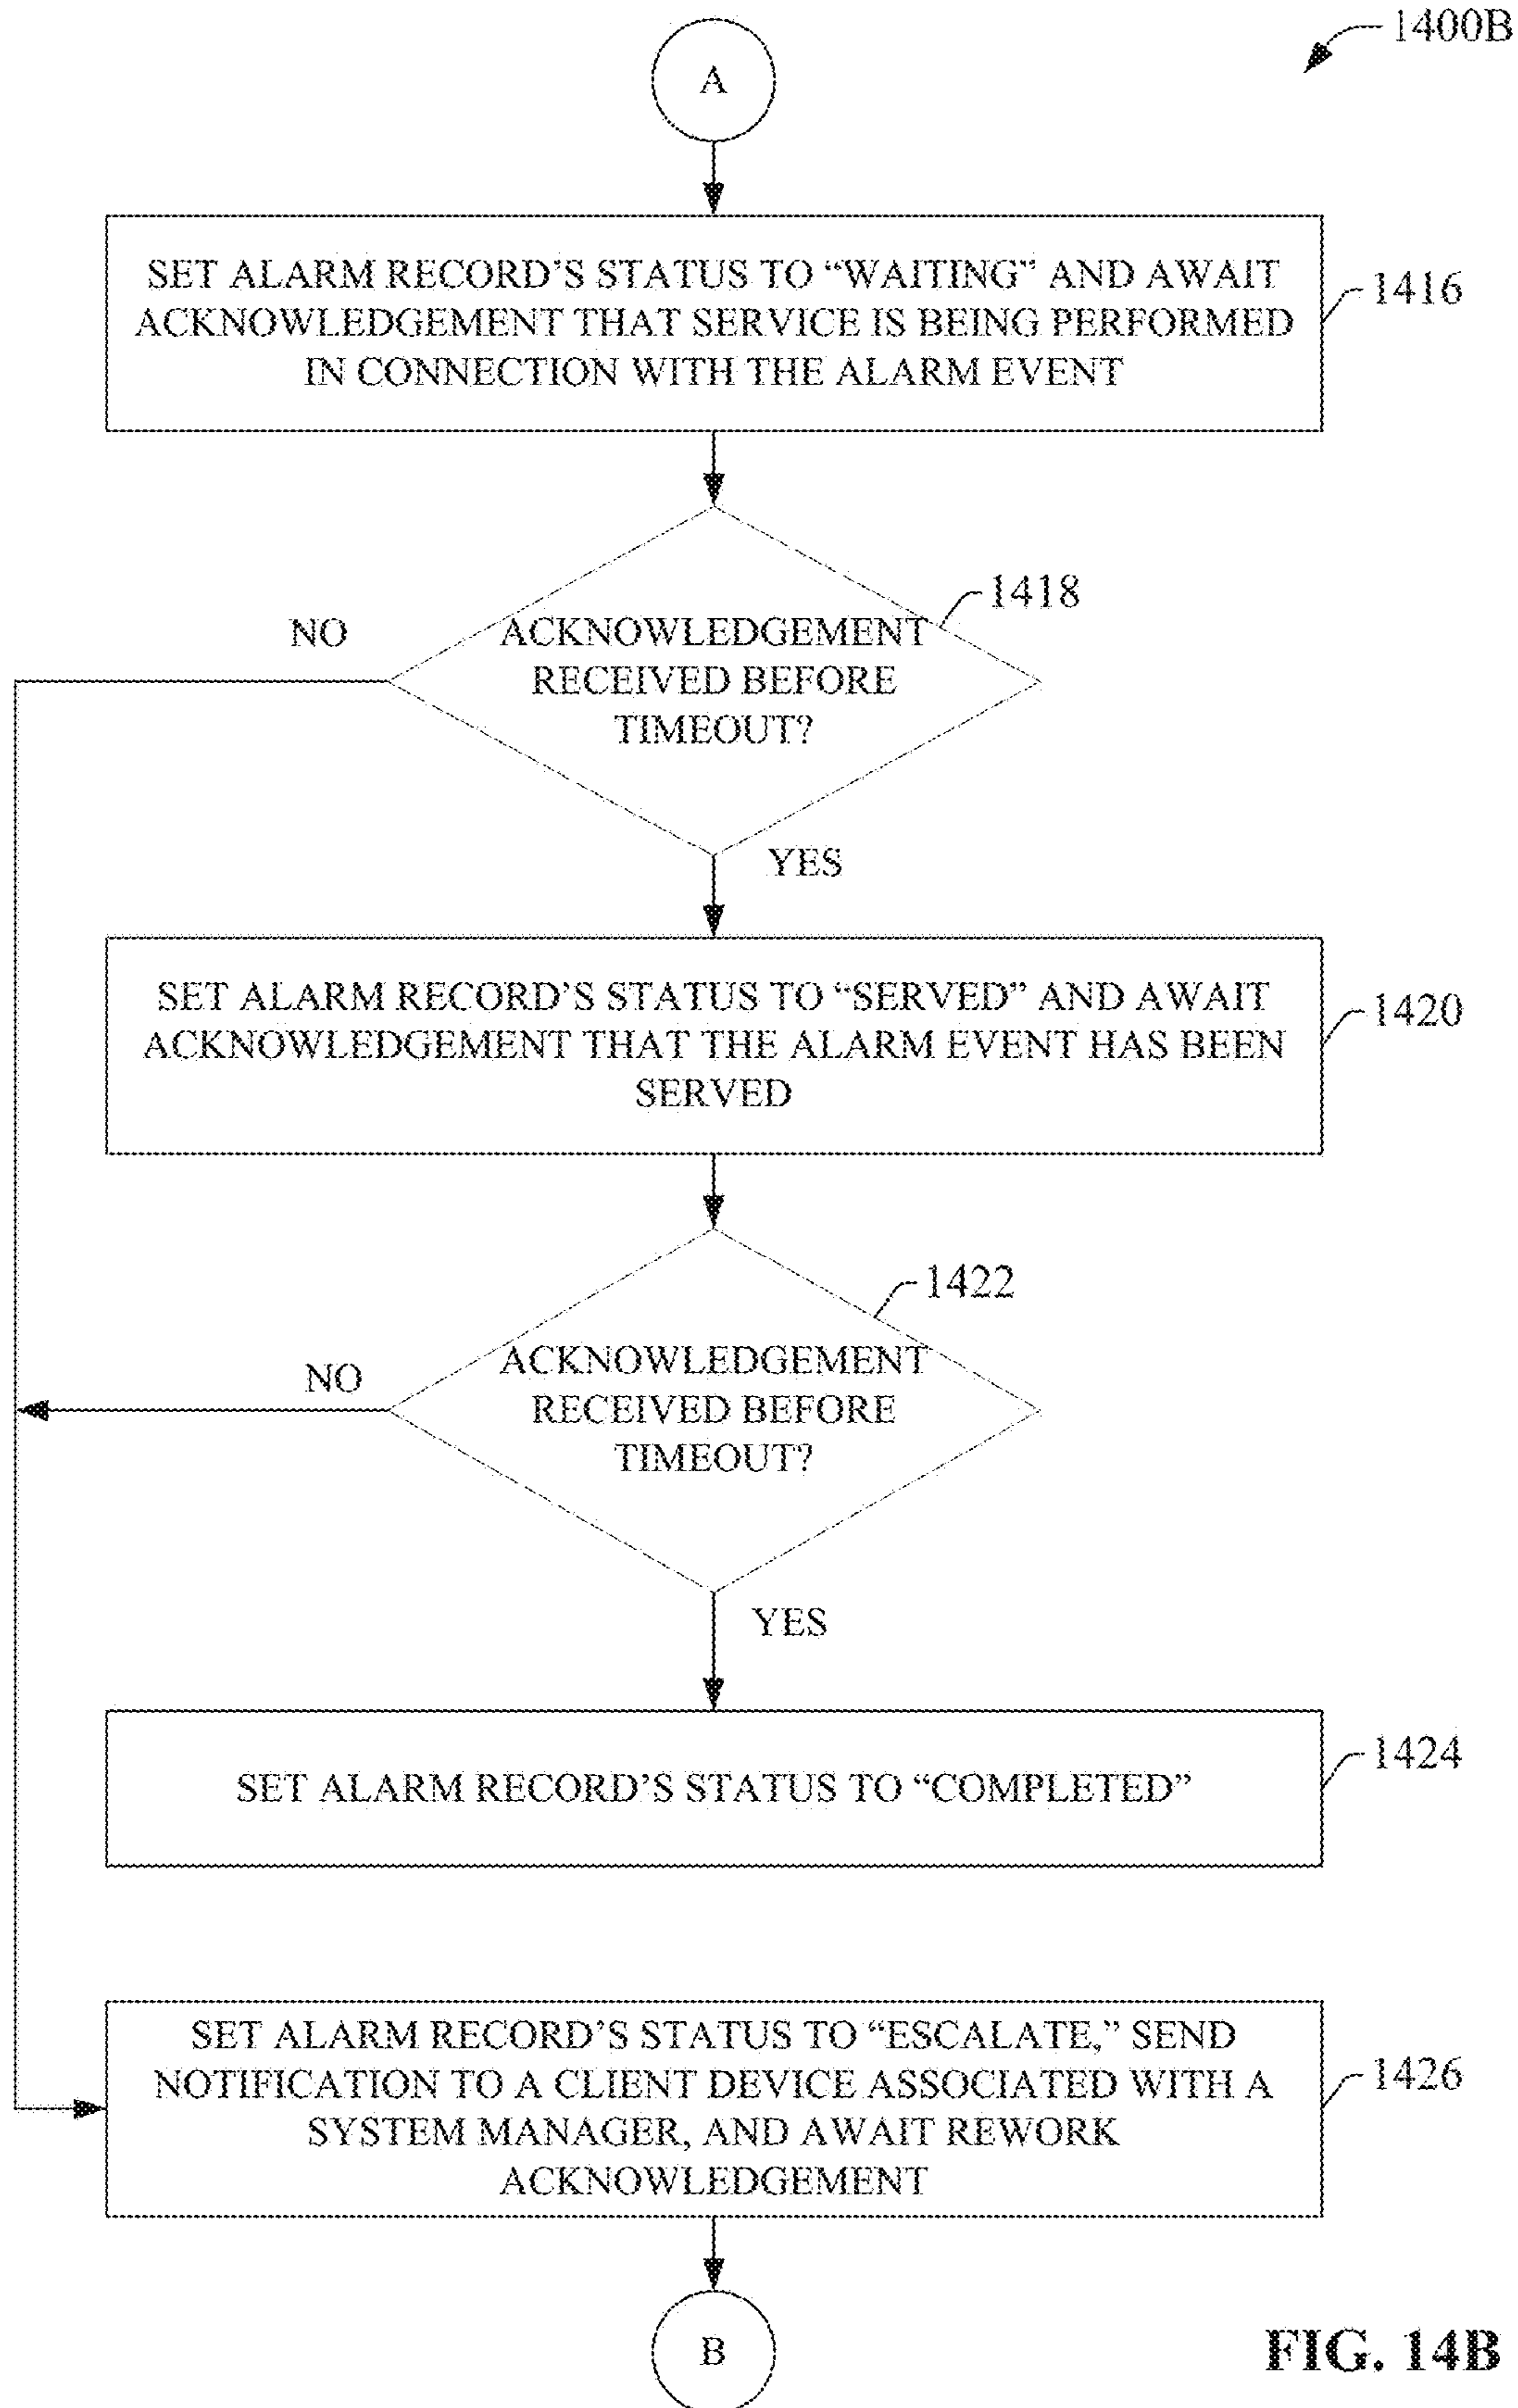 1400B
A
SET ALARM RECORD’S STATUS TO “WAITING” AND AWAIT
ACKNOWLEDGEMENT THAT SERVICE IS BEING PERFORMED
IN CONNECTION WITH THE ALARM EVENT
1416
1418
NO
ACKNOWLEDGEMENT
RECEIVED BEFORE
TIMEOUT?
YES
SET ALARM RECORD’S STATUS TO “SERVED” AND AWAIT
ACKNOWLEDGEMENT THAT THE ALARM EVENT HAS BEEN
SERVED
1420
1422
NO
ACKNOWLEDGEMENT
RECEIVED BEFORE
TIMEOUT?
YES
SET ALARM RECORD’S STATUS TO “COMPLETED”
1424
SET ALARM RECORD’S STATUS TO “ESCALATE,” SEND
NOTIFICATION TO A CLIENT DEVICE ASSOCIATED WITH A
SYSTEM MANAGER, AND AWAIT REWORK
ACKNOWLEDGEMENT
1426
B
FIG. 14B